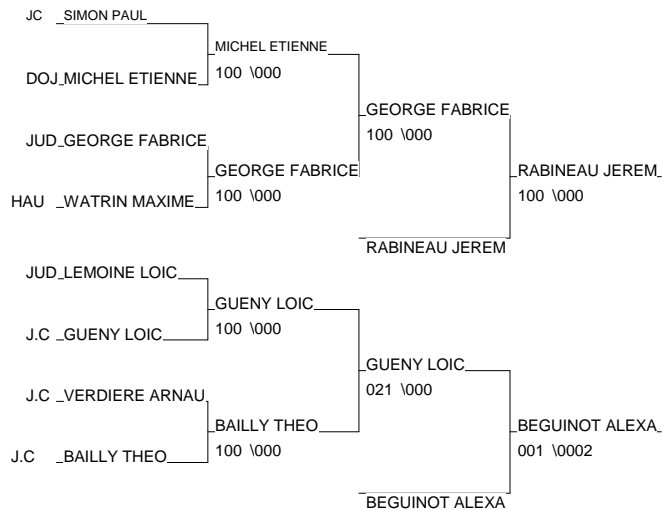 JC SIMON PAUL
MICHEL ETIENNE
DOJ MICHEL ETIENNE
100 \000
GEORGE FABRICE
JUD GEORGE FABRICE
100 \000
GEORGE FABRICE
RABINEAU JEREM
HAU WATRIN MAXIME
100 \000
100 \000
RABINEAU JEREM
JUD LEMOINE LOIC
GUENY LOIC
J.C GUENY LOIC
100 \000
GUENY LOIC
J.C VERDIERE ARNAU
021 \000
BAILLY THEO
BEGUINOT ALEXA
J.C BAILLY THEO
100 \000
001 \0002
BEGUINOT ALEXA